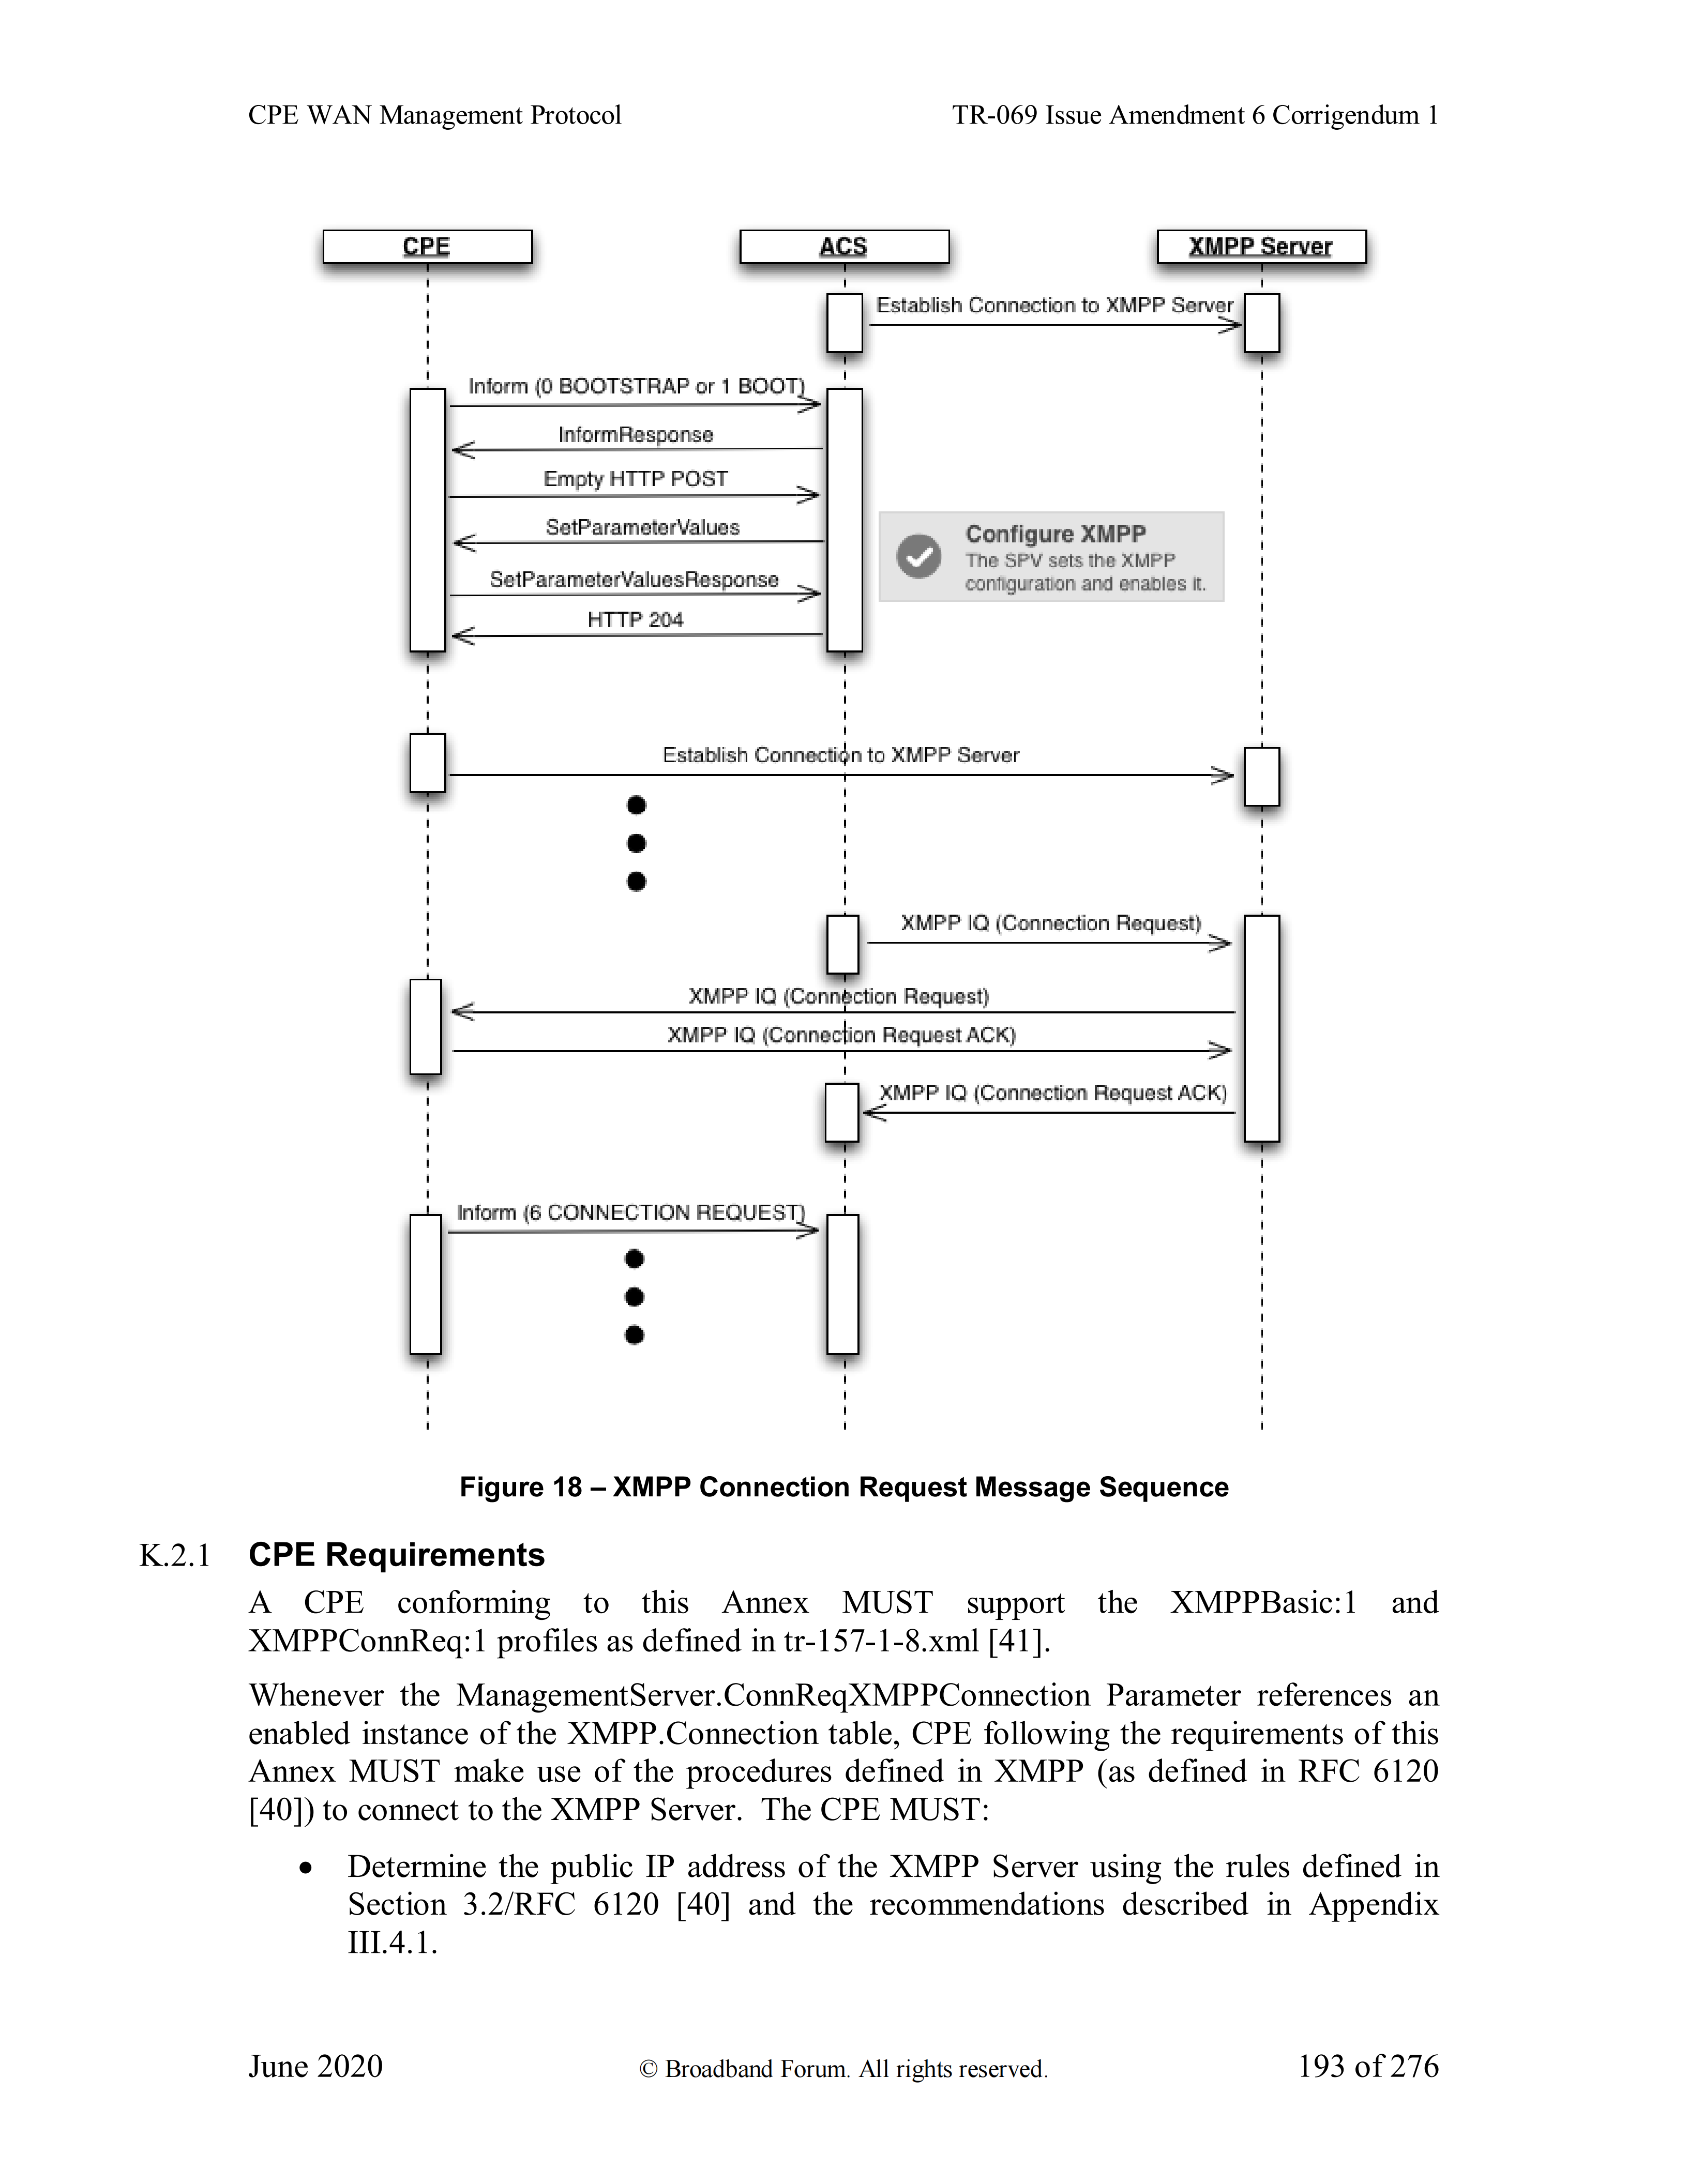 CPE WAN Management Protocol
TR-069 Issue Amendment 6 Corrigendum 1
CPE
ACS
XMPP Server
Establish Connection to XMPP Server
Inform (0 BOOTSTRAP or 1 BOOT)
InformResponse
Empty HTTP POST
SetParameterValues
Configure XMPP
The SPV sets the XMPP
configuration and enables it.
SetParameterValuesResponse
HTTP 204
Establish Connection to XMPP Server
XMPP IQ (Connection Request)
XMPP IQ (Connection Request)
XMPP IQ (Connection Request ACK)
XMPP IQ (Connection Request ACK)
Inform (6 CONNECTION REQUEST)
Figure 18 – XMPP Connection Request Message Sequence
K.2.1 CPE Requirements
A CPE conforming to this Annex MUST support the XMPPBasic:1 and
XMPPConnReq:1 profiles as defined in tr-157-1-8.xml [41].
Whenever the ManagementServer.ConnReqXMPPConnection Parameter references an
enabled instance of the XMPP.Connection table, CPE following the requirements of this
Annex MUST make use of the procedures defined in XMPP (as defined in RFC 6120
[40]) to connect to the XMPP Server. The CPE MUST:
• Determine the public IP address of the XMPP Server using the rules defined in
Section 3.2/RFC 6120 [40] and the recommendations described in Appendix
III.4.1.
June 2020
© Broadband Forum. All rights reserved.
193 of 276